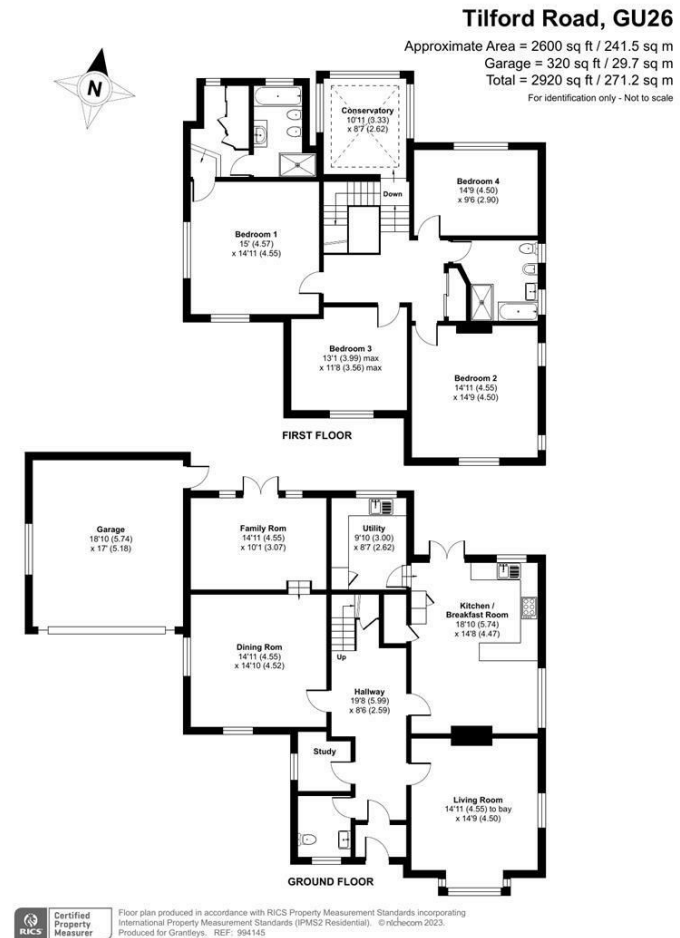 Tilford Road, GU26
Approximate Area = 2600 sq ft / 241.5 sq m
Garage = 320 sq ft / 29.7 sq m
Total = 2920 sq ft / 271.2 sq m
For identification only - Not to scale
N
Conservatory
10'11 (3.33)
x 8'7 (2.62)
Down
Bedroom 4
14'9 (4.50)
x 9'6 (2.90)
Bedroom 1
15' (4.57)
x 14'11 (4.55)
Bedroom 3
13'1 (3.99) max
x 11'8 (3.56) max
Bedroom 2
14'11 (4.55)
x 14'9 (4.50)
FIRST FLOOR
Garage
18'10 (5.74)
x 17' (5.18)
Family Rom
14'11 (4.55)
x 10'1 (3.07)
Utility
9'10 (3.00)
x 8'7 (2.62)
Kitchen /
Breakfast Room
18'10 (5.74)
x 14'8 (4.47)
Dining Rom
14'11 (4.55)
x 14'10 (4.52)
Up
Hallway
19'8 (5.99)
x 8'6 (2.59)
Study
Living Room
14'11 (4.55) to bay
x 14'9 (4.50)
GROUND FLOOR
RICS
Certified
Property
Measurer
Floor plan produced in accordance with RICS Property Measurement Standards incorporating
International Property Measurement Standards (IPMS2 Residential). © nichecom 2023.
Produced for Grantleys. REF: 994145